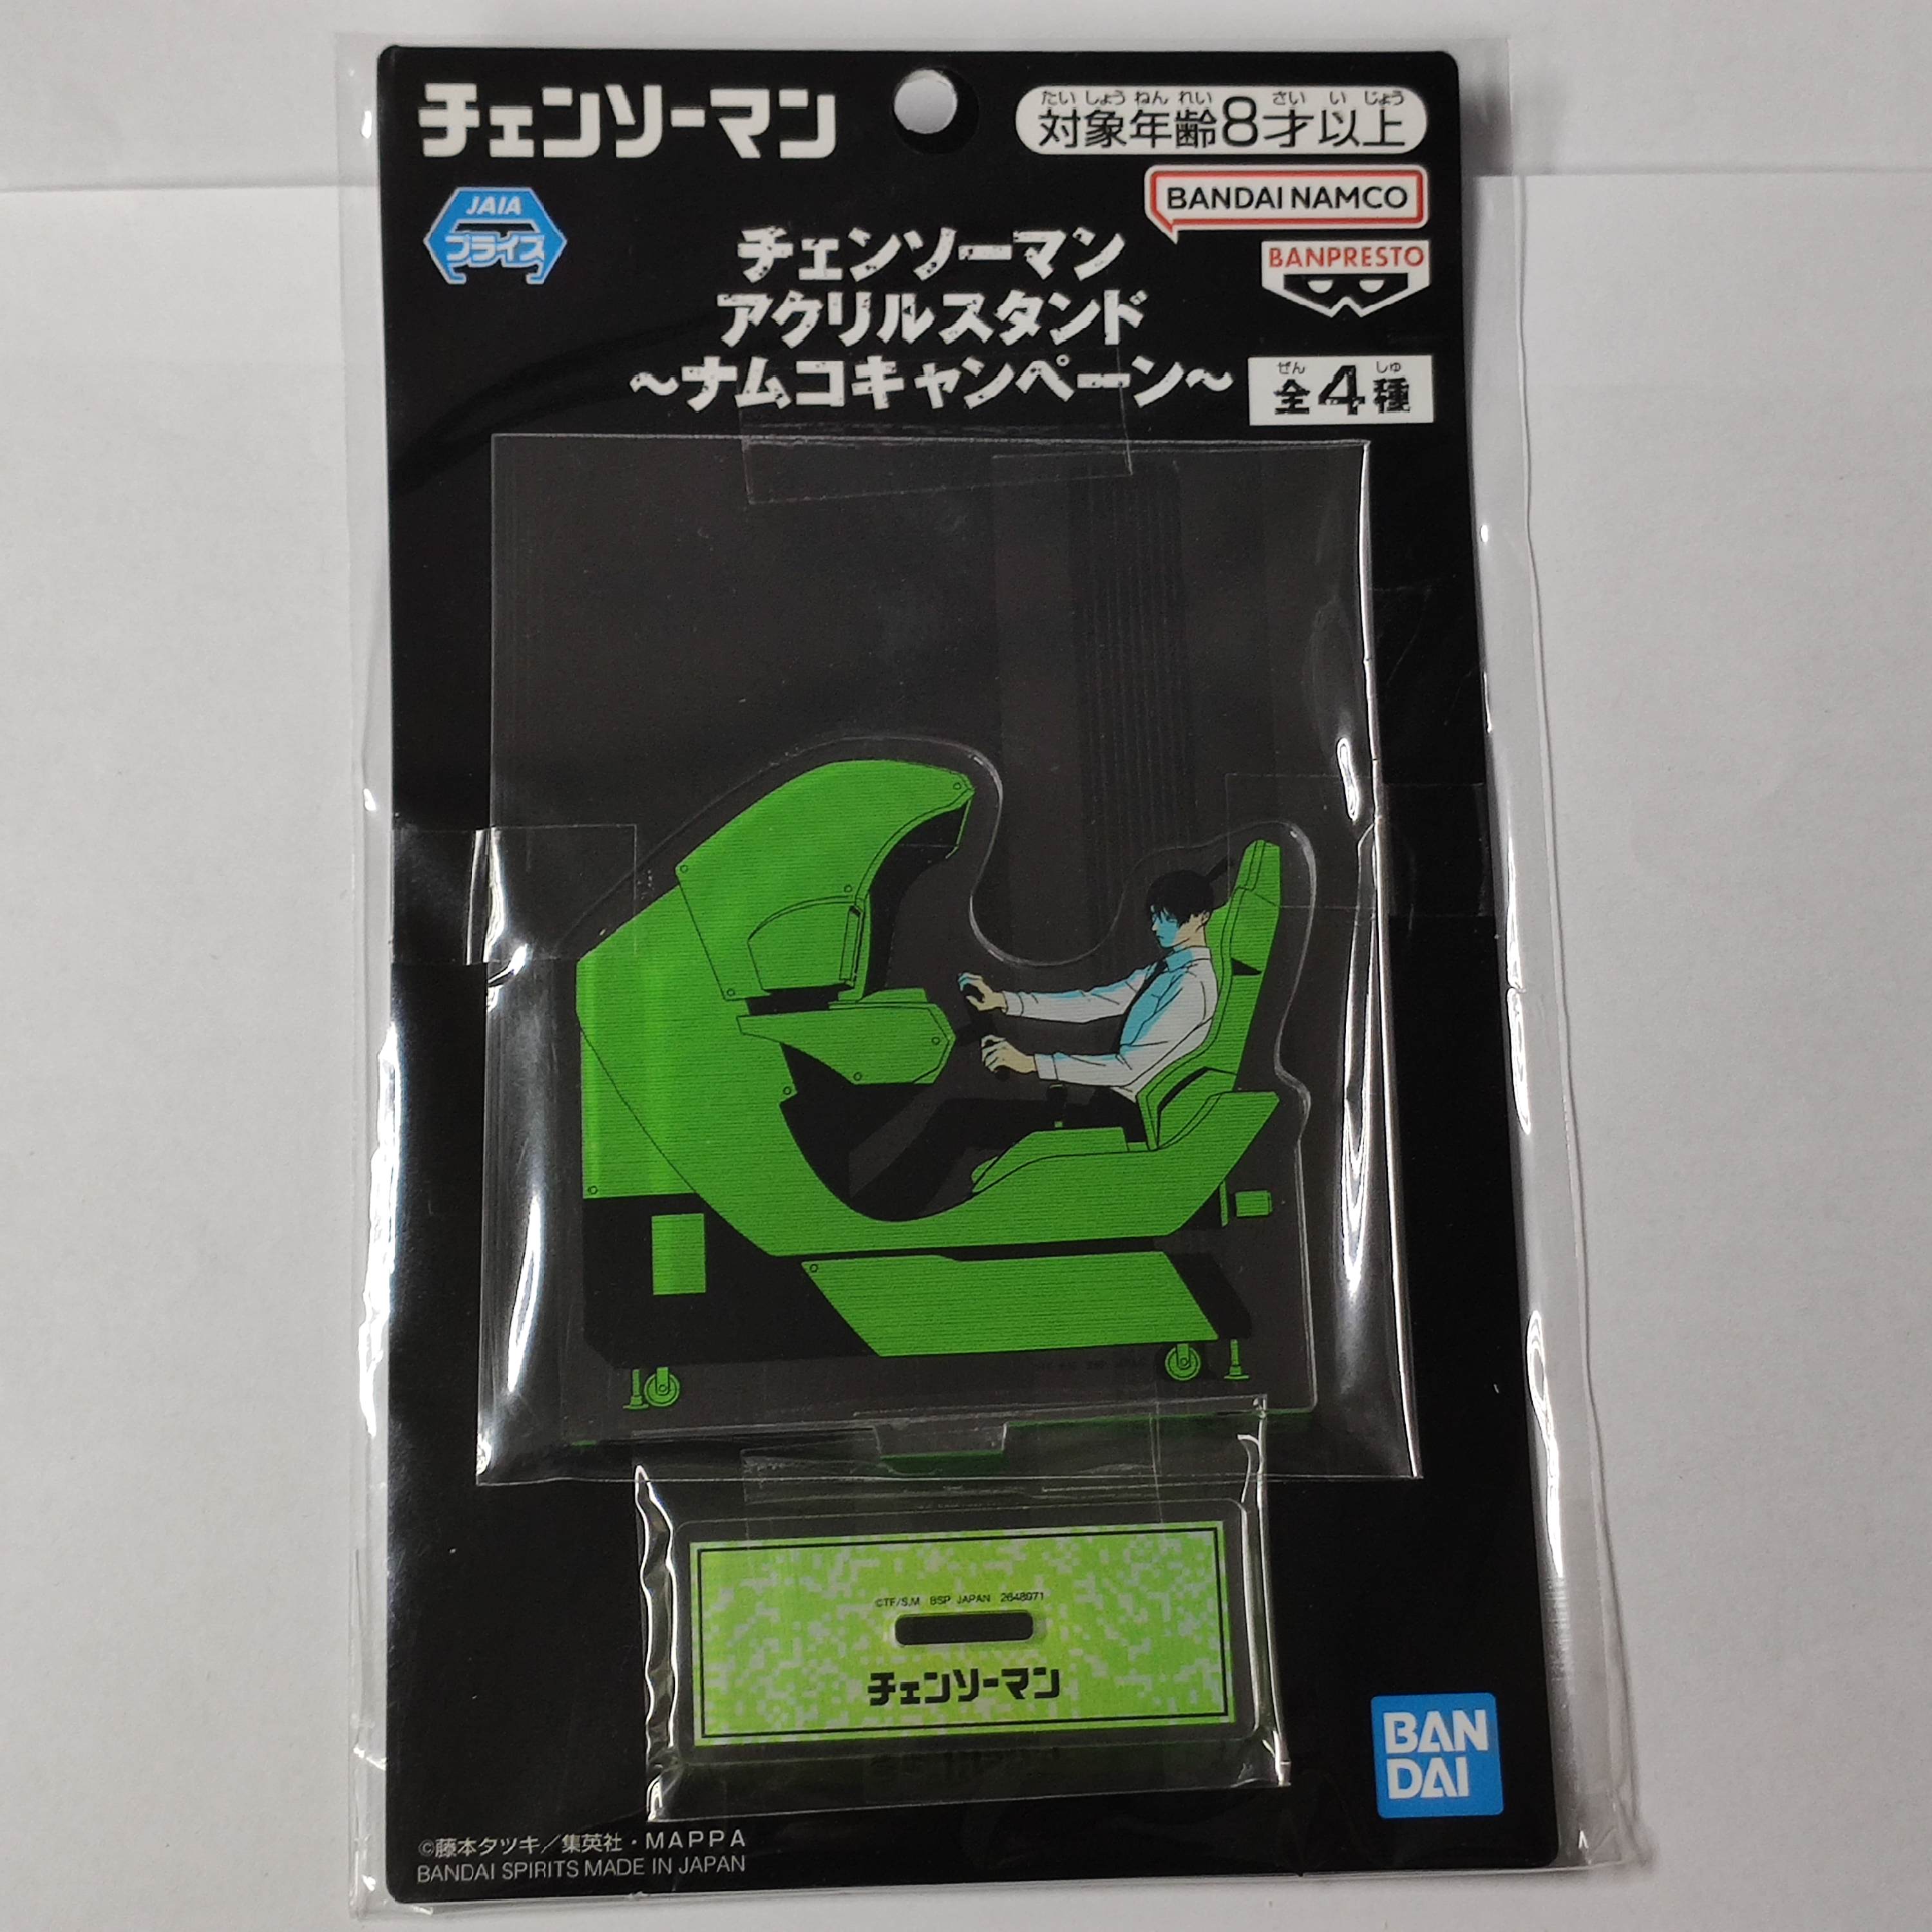 チェンソーマン
たいしょうねんれい さいいじょう
対象年齢8才以上
JAIA
プライズ
BANDAI NAMCO
BANPRESTO
チェンソーマン
アクリルスタンド
〜ナムコキャンペーン〜
ぜん しゅ
全4種
©TF/S,M BSP JAPAN 2648971
チェンソーマン
BAN
DAI
©藤本タツキ／集英社・MAPPA
BANDAI SPIRITS MADE IN JAPAN